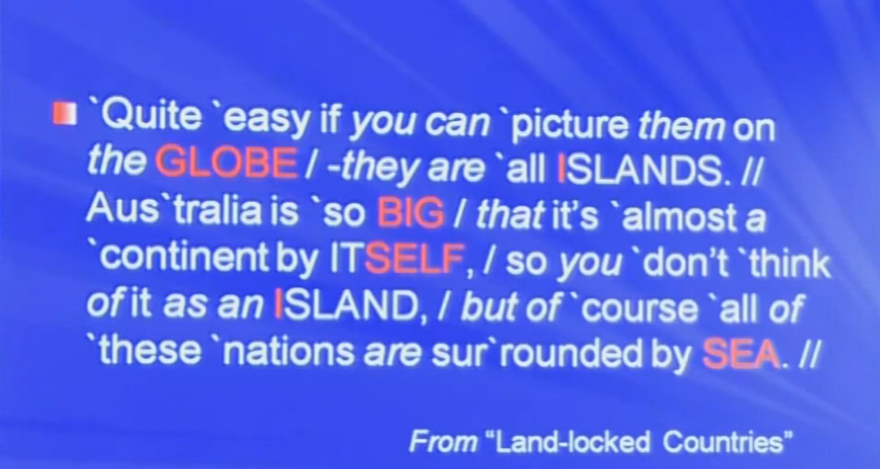 `Quite `easy if you can `picture them on
the GLOBE / -they are `all ISLANDS. //
Aus`tralia is `so BIG / that it's `almost a
`continent by ITSELF, / so you `don't `think
of it as an ISLAND, / but of `course `all of
`these `nations are sur`rounded by SEA. //
From “Land-locked Countries”